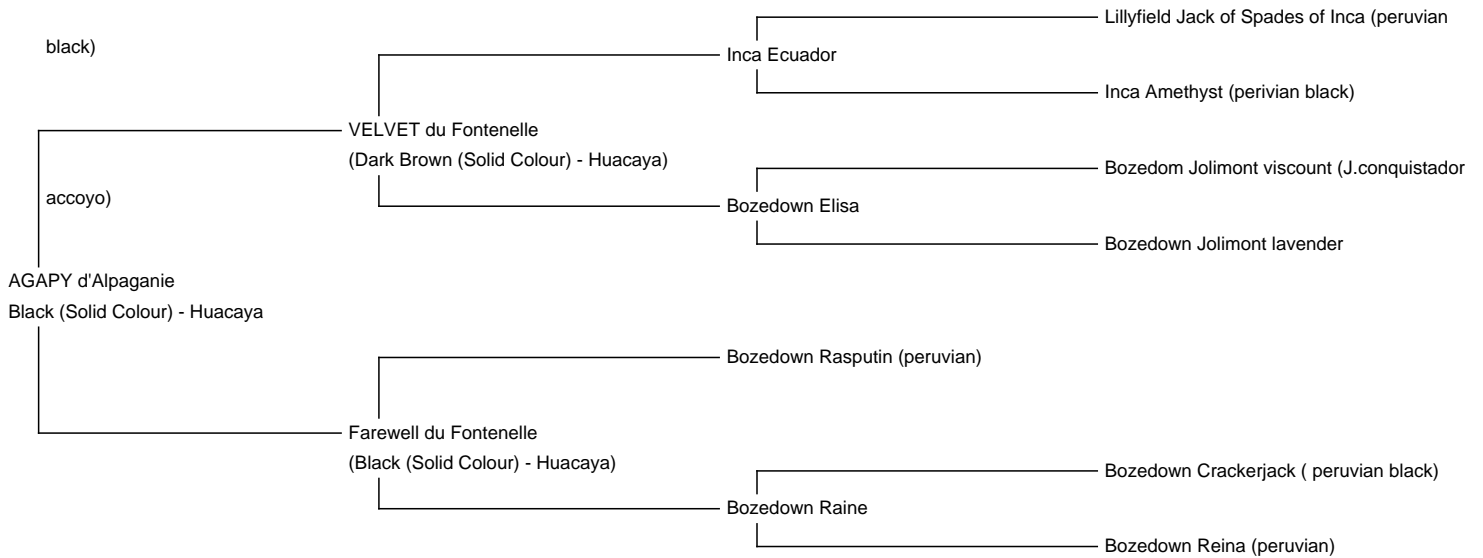 Lillyfield Jack of Spades of Inca (peruvian
black)
Inca Ecuador
Inca Amethyst (perivian black)
VELVET du Fontenelle
(Dark Brown (Solid Colour) - Huacaya)
Bozedom Jolimont viscount (J.conquistador
accoyo)
Bozedown Elisa
Bozedown Jolimont lavender
AGAPY d'Alpaganie
Black (Solid Colour) - Huacaya
Bozedown Rasputin (peruvian)
Farewell du Fontenelle
(Black (Solid Colour) - Huacaya)
Bozedown Crackerjack ( peruvian black)
Bozedown Raine
Bozedown Reina (peruvian)